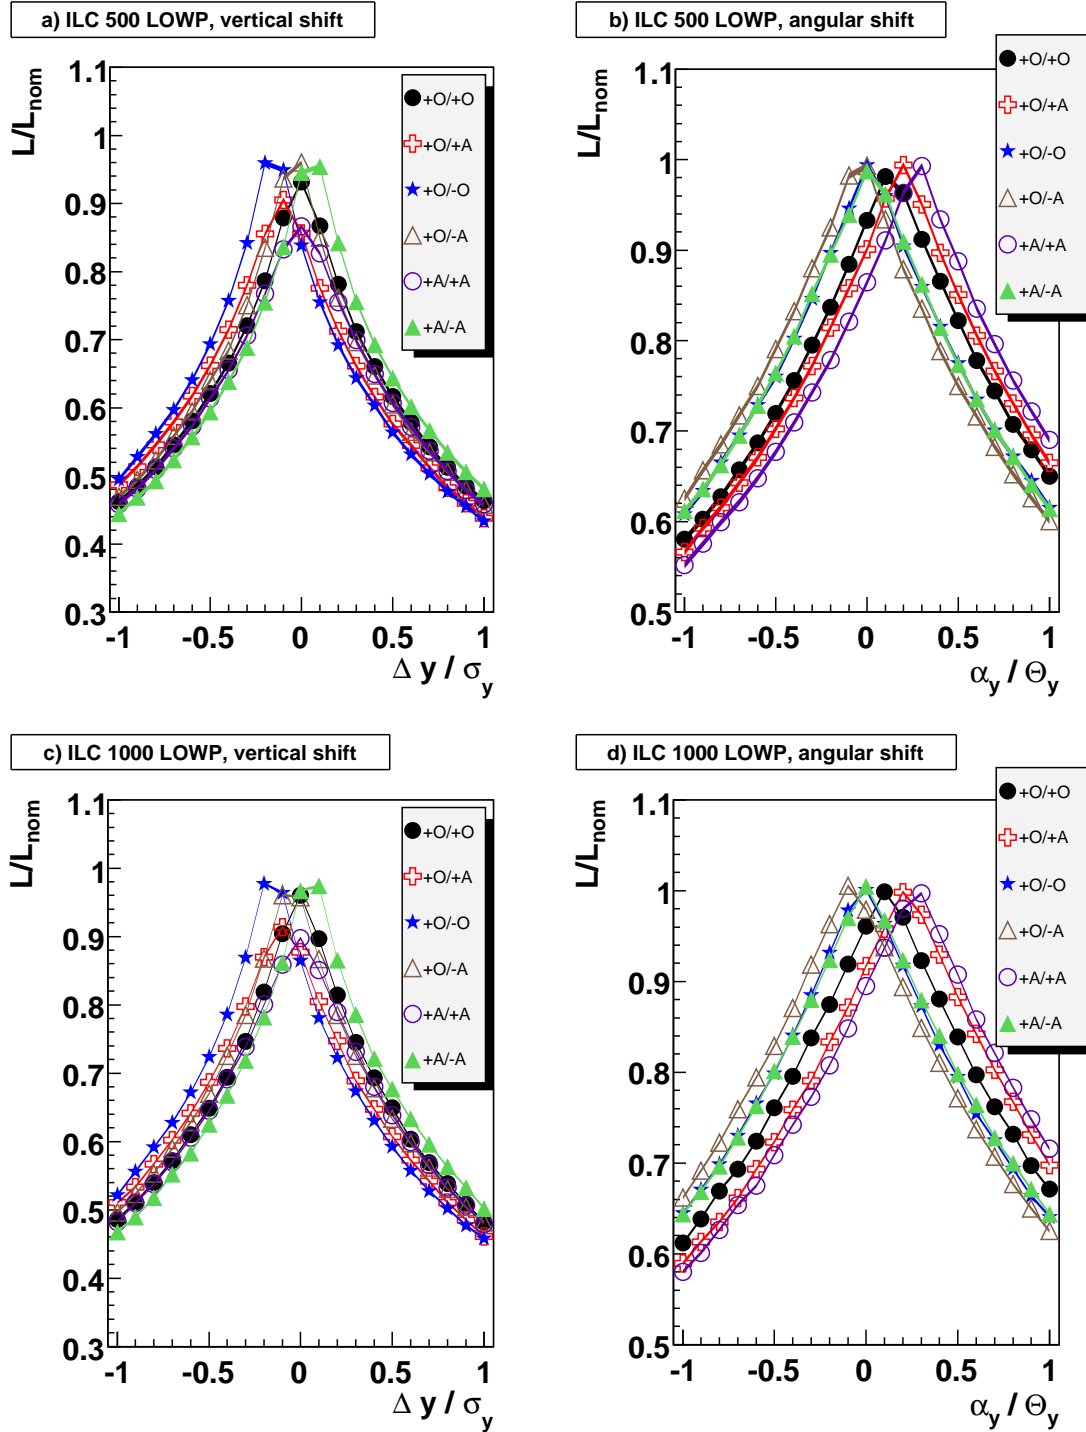 a) ILC 500 LOWP, vertical shift
L/L_nom
1.1
1
0.9
0.8
0.7
0.6
0.5
0.4
0.3
-1
-0.5
0
0.5
1
Δ y / σ_y
+O/+O
+O/+A
+O/-O
+O/-A
+A/+A
+A/-A
b) ILC 500 LOWP, angular shift
L/L_nom
1.1
1
0.9
0.8
0.7
0.6
0.5
-1
-0.5
0
0.5
1
α_y / Θ_y
+O/+O
+O/+A
+O/-O
+O/-A
+A/+A
+A/-A
c) ILC 1000 LOWP, vertical shift
L/L_nom
1.1
1
0.9
0.8
0.7
0.6
0.5
0.4
0.3
-1
-0.5
0
0.5
1
Δ y / σ_y
+O/+O
+O/+A
+O/-O
+O/-A
+A/+A
+A/-A
d) ILC 1000 LOWP, angular shift
L/L_nom
1.1
1
0.9
0.8
0.7
0.6
0.5
-1
-0.5
0
0.5
1
α_y / Θ_y
+O/+O
+O/+A
+O/-O
+O/-A
+A/+A
+A/-A